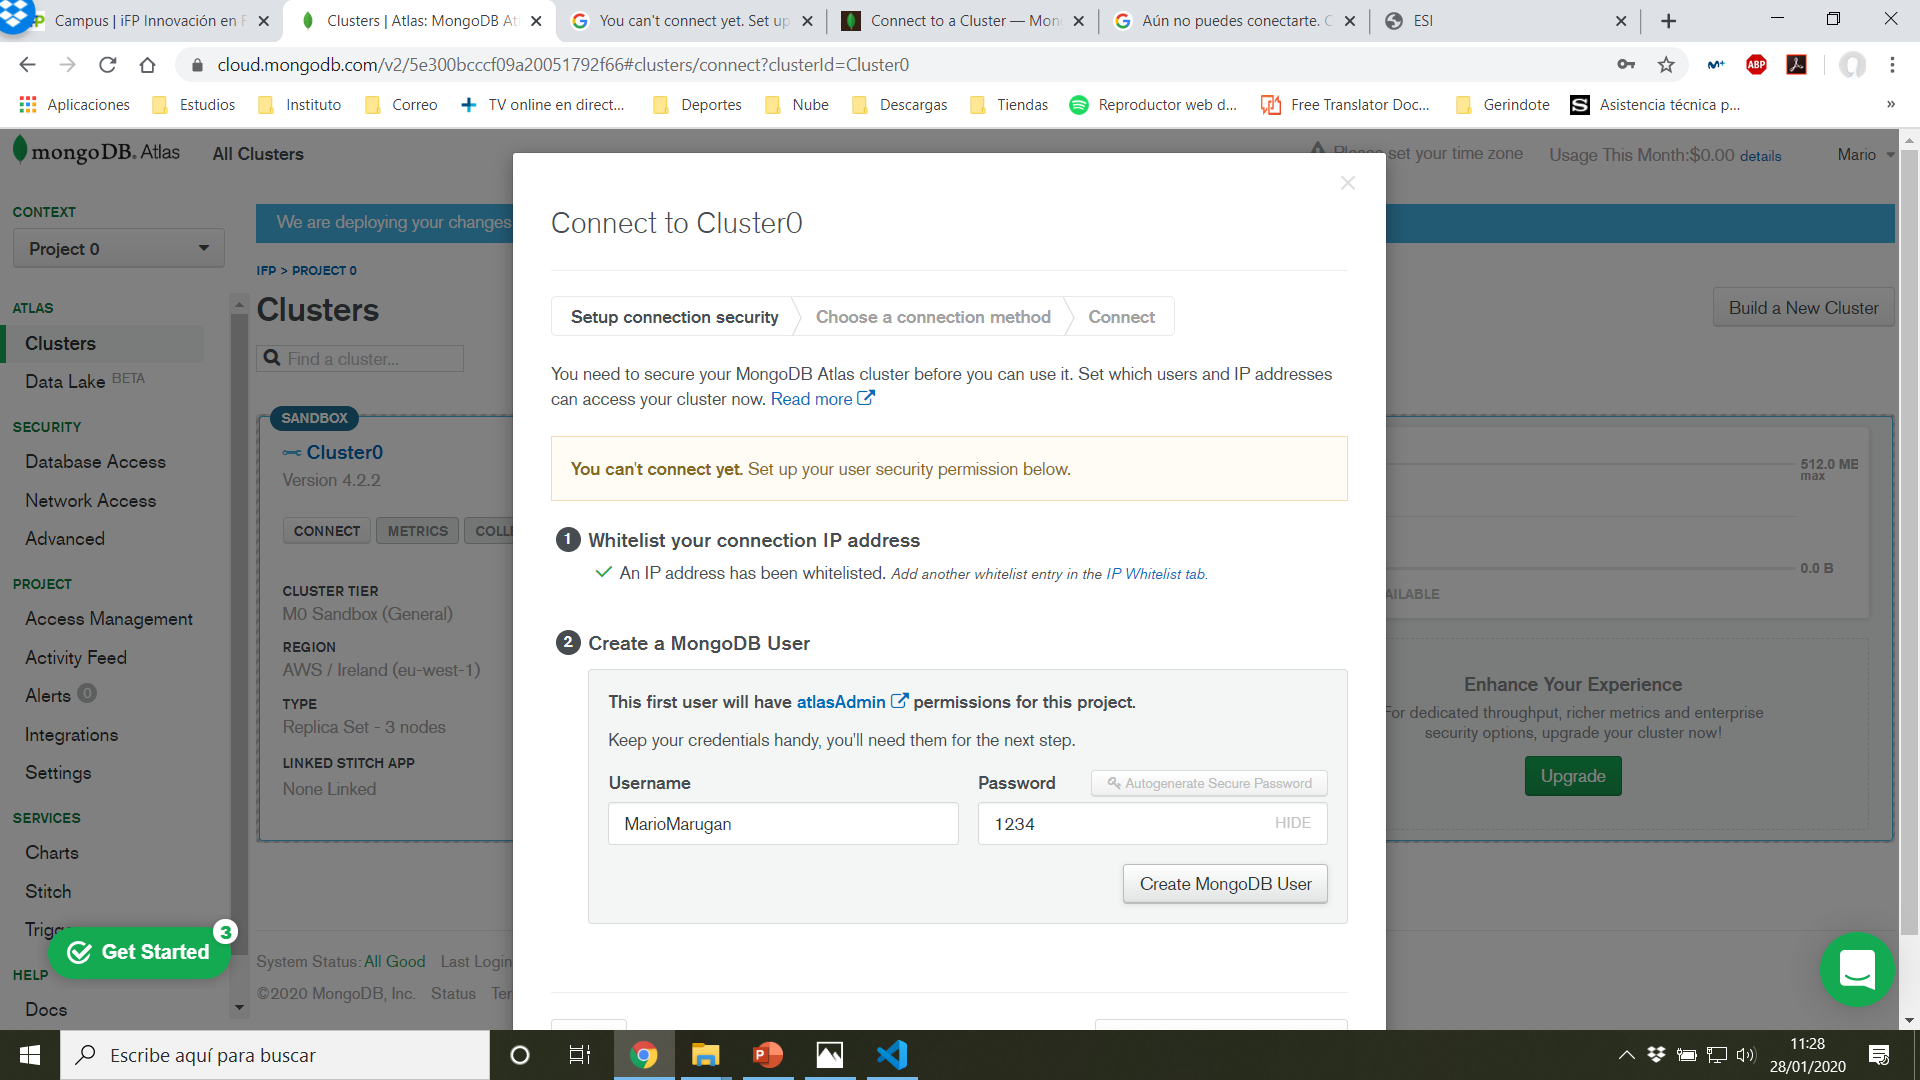 Campus | iFP Innovación en F
Clusters | Atlas: MongoDB At
You can't connect yet. Set up
Connect to a Cluster — Mon
Aún no puedes conectarte. C
ESI
cloud.mongodb.com/v2/5e300bcccf09a20051792f66#clusters/connect?clusterId=Cluster0
ABP
Aplicaciones
Estudios
Instituto
Correo
TV online en direct...
Deportes
Nube
Descargas
Tiendas
Reproductor web d...
Free Translator Doc...
Gerindote
Asistencia técnica p...
»
mongoDB. Atlas
All Clusters
Please set your time zone
Usage This Month:$0.00 details
Mario
CONTEXT
Project 0
ATLAS
Clusters
Data Lake BETA
SECURITY
Database Access
Network Access
Advanced
PROJECT
Access Management
Activity Feed
Alerts 0
Integrations
Settings
SERVICES
Charts
Stitch
Trigg
Get Started
3
HELP
Docs
We are deploying your changes
IFP > PROJECT 0
Clusters
Find a cluster...
Build a New Cluster
SANDBOX
Cluster0
Version 4.2.2
CONNECT
METRICS
COLL
CLUSTER TIER
M0 Sandbox (General)
REGION
AWS / Ireland (eu-west-1)
TYPE
Replica Set - 3 nodes
LINKED STITCH APP
None Linked
System Status: All Good Last Login
©2020 MongoDB, Inc. Status Ter
Connect to Cluster0
Setup connection security
Choose a connection method
Connect
You need to secure your MongoDB Atlas cluster before you can use it. Set which users and IP addresses
can access your cluster now. Read more
You can't connect yet. Set up your user security permission below.
1 Whitelist your connection IP address
An IP address has been whitelisted. Add another whitelist entry in the IP Whitelist tab.
2 Create a MongoDB User
This first user will have atlasAdmin permissions for this project.
Keep your credentials handy, you'll need them for the next step.
Username
Password
Autogenerate Secure Password
MarioMarugan
1234
HIDE
Create MongoDB User
512.0 MB
max
0.0 B
AILABLE
Enhance Your Experience
For dedicated throughput, richer metrics and enterprise
security options, upgrade your cluster now!
Upgrade
Escribe aquí para buscar
11:28
28/01/2020